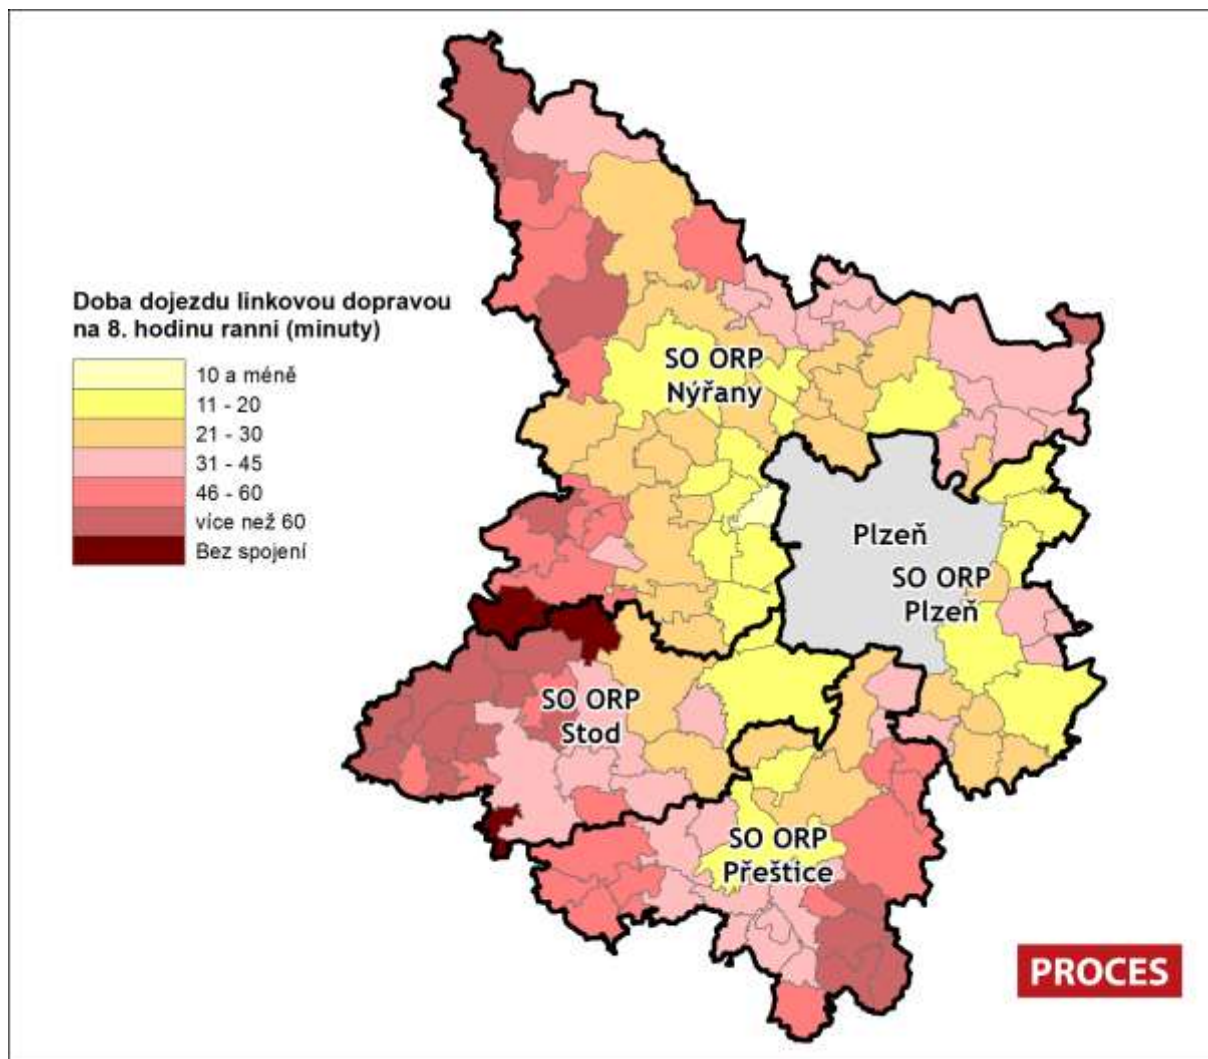 Doba dojezdu linkovou dopravou
na 8. hodinu ranni (minuty)
10 a méně
11 - 20
21 - 30
31 - 45
46 - 60
více než 60
Bez spojení
SO ORP
Nýřany
Plzeň
SO ORP
Plzeň
SO ORP
Stod
SO ORP
Přeštice
PROCES